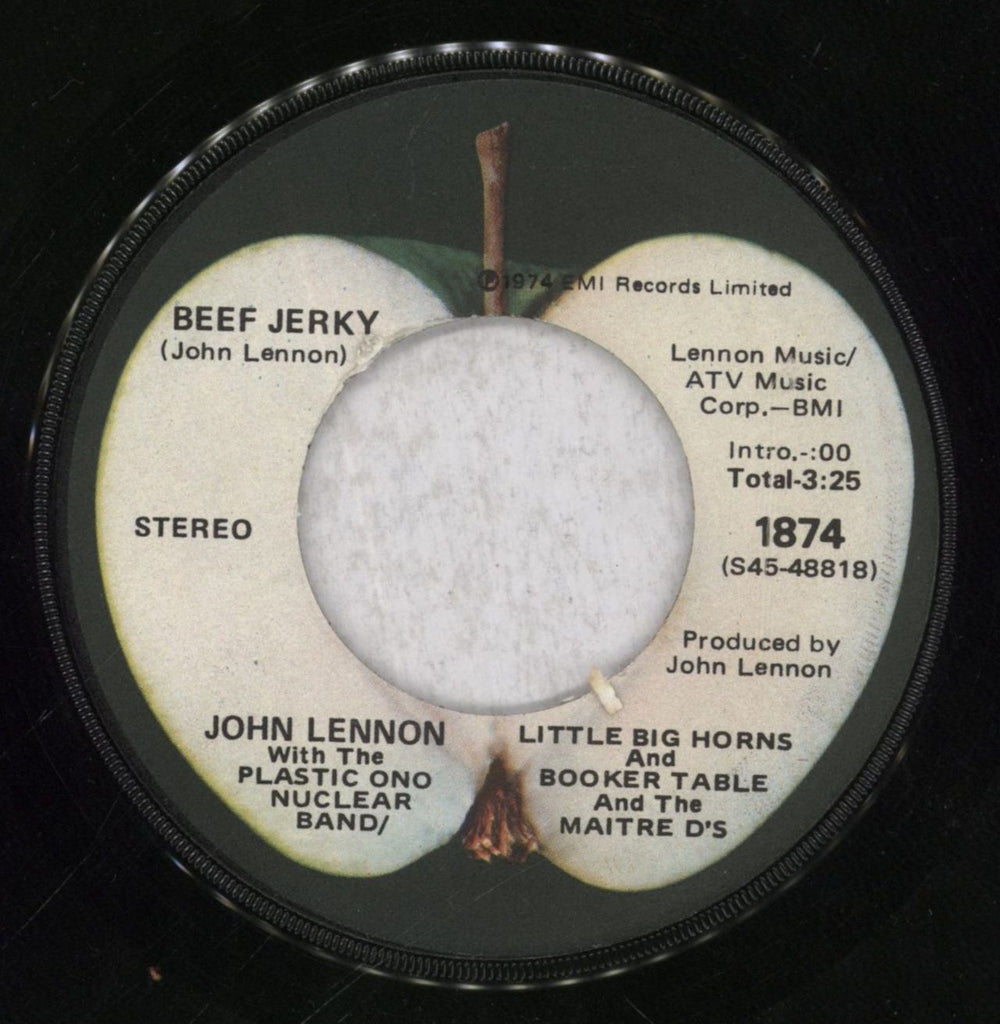 ℗1974 EMI Records Limited
BEEF JERKY
(John Lennon)
Lennon Music/
ATV Music
Corp.—BMI
Intro.-:00
Total-3:25
STEREO
1874
(S45-48818)
Produced by
John Lennon
JOHN LENNON
With The
PLASTIC ONO
NUCLEAR
BAND/
LITTLE BIG HORNS
And
BOOKER TABLE
And The
MAITRE D'S